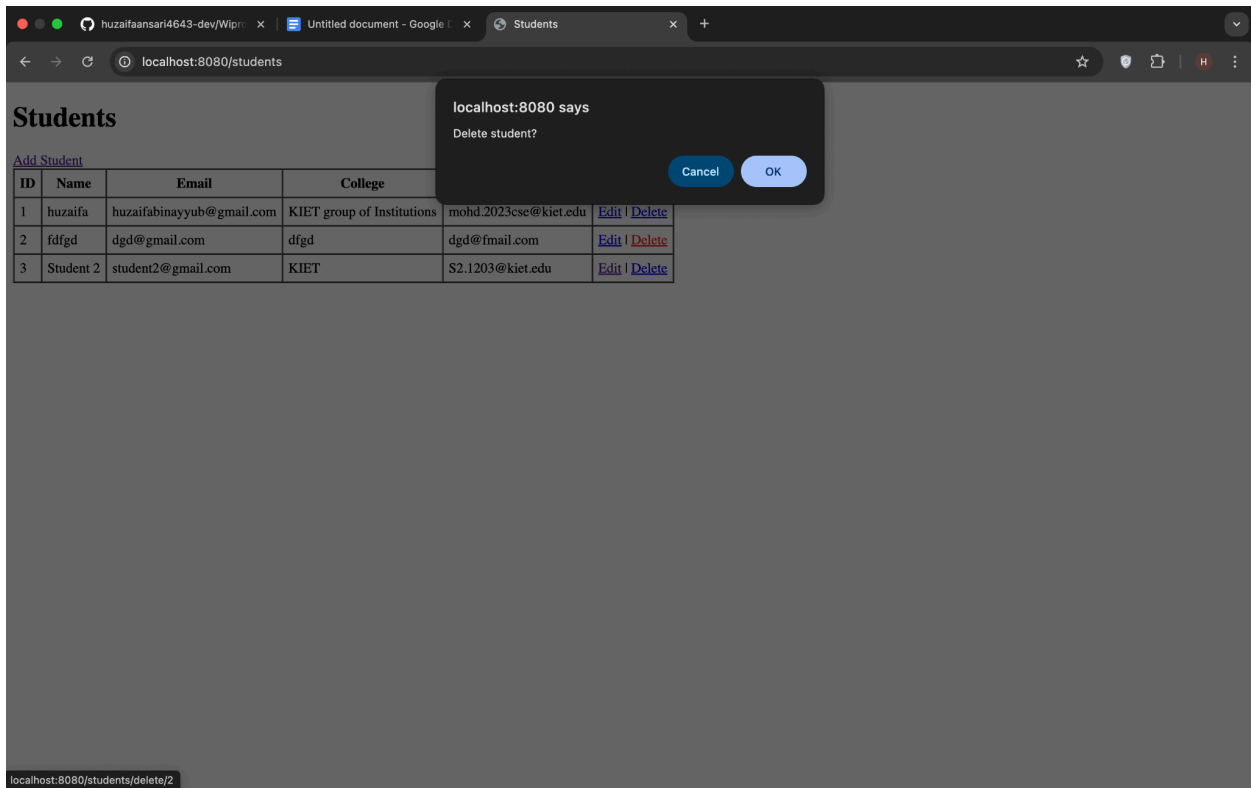 huzaifaansari4643-dev/Wipro
Untitled document - Google D
Students
localhost:8080/students
H
localhost:8080 says
Delete student?
Cancel
OK
Students
Add Student
ID Name Email College
1 huzaifa huzaifabinayyub@gmail.com KIET group of Institutions mohd.2023cse@kiet.edu Edit | Delete
2 fdfgd dgd@gmail.com dfgd dgd@fmail.com Edit | Delete
3 Student 2 student2@gmail.com KIET S2.1203@kiet.edu Edit | Delete
localhost:8080/students/delete/2